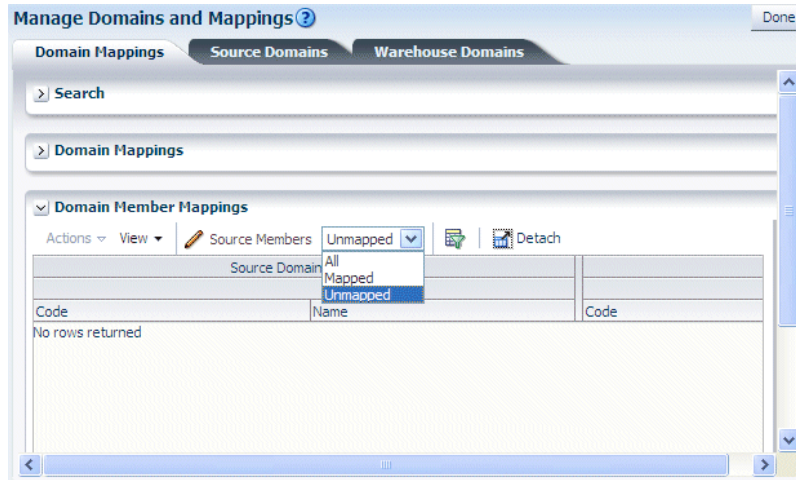 Manage Domains and Mappings
Done
Domain Mappings Source Domains Warehouse Domains
Search
Domain Mappings
Domain Member Mappings
Actions View Source Members Unmapped Detach
All
Source Domain
Mapped
Unmapped
Code Name Code
No rows returned